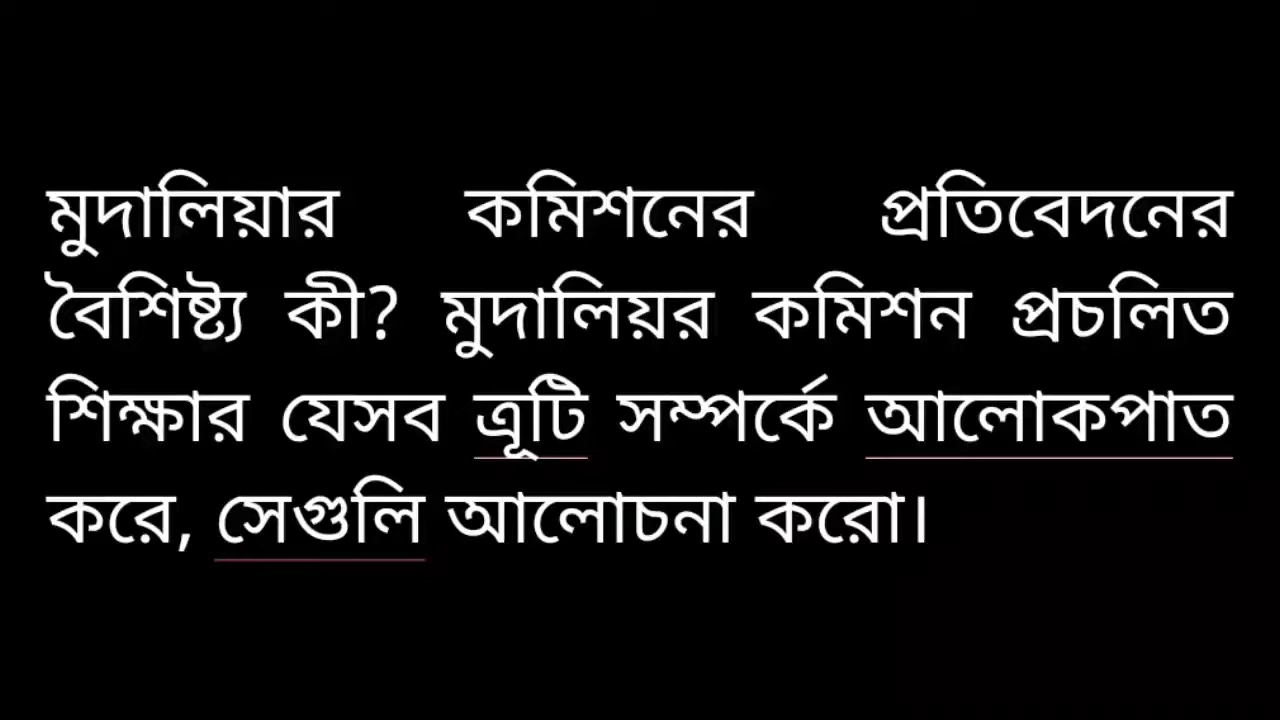 মুদালিয়ার কমিশনের প্রতিবেদনের
বৈশিষ্ট্য কী? মুদালিয়র কমিশন প্রচলিত
শিক্ষার যেসব ত্রূটি সম্পর্কে আলোকপাত
করে, সেগুলি আলোচনা করো।